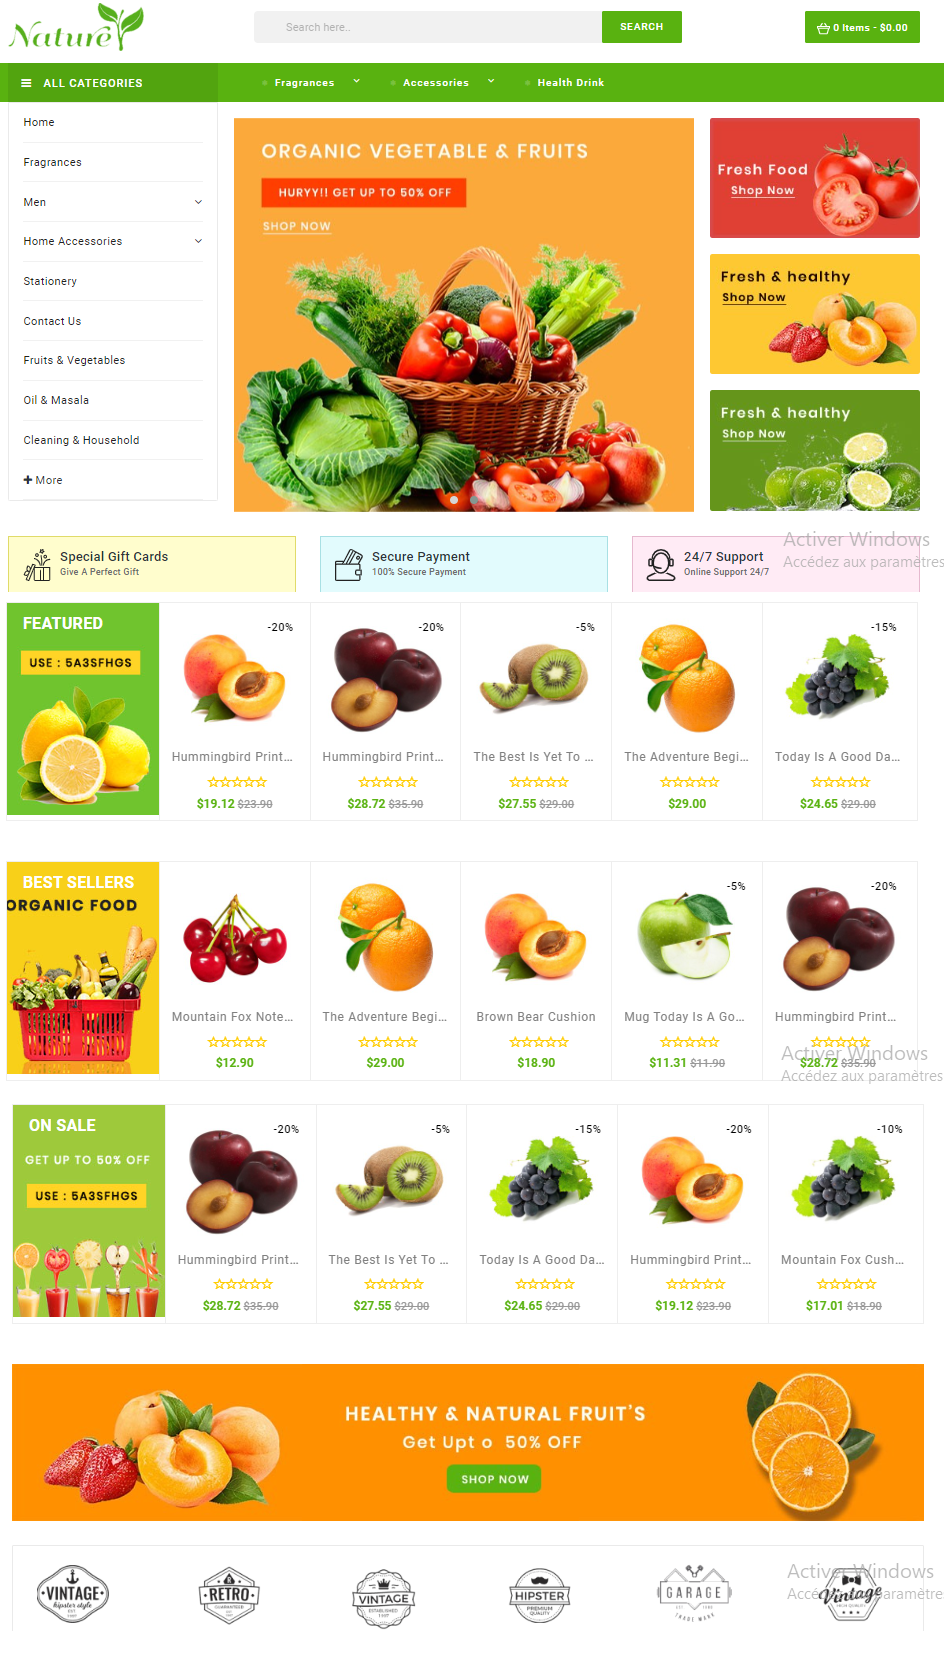 Nature
Search here..
SEARCH
0 Items - $0.00
ALL CATEGORIES
Fragrances
Accessories
Health Drink
Home
Fragrances
Men
Home Accessories
Stationery
Contact Us
Fruits & Vegetables
Oil & Masala
Cleaning & Household
More
ORGANIC VEGETABLE & FRUITS
HURYY!! GET UP TO 50% OFF
SHOP NOW
Fresh Food
Shop Now
Fresh & healthy
Shop Now
Fresh & healthy
Shop Now
Special Gift Cards
Give A Perfect Gift
Secure Payment
100% Secure Payment
24/7 Support
Online Support 24/7
Activer Windows
Accédez aux paramètres
FEATURED
USE : 5A3SFHGS
-20%
Hummingbird Print...
$19.12 $23.90
-20%
Hummingbird Print...
$28.72 $35.90
-5%
The Best Is Yet To ...
$27.55 $29.00
The Adventure Begi...
$29.00
-15%
Today Is A Good Da...
$24.65 $29.00
BEST SELLERS
ORGANIC FOOD
Mountain Fox Note...
$12.90
The Adventure Begi...
$29.00
Brown Bear Cushion
$18.90
-5%
Mug Today Is A Go...
$11.31 $11.90
-20%
Hummingbird Print...
$28.72 $35.90
Activer Windows
Accédez aux paramètres
ON SALE
GET UP TO 50% OFF
USE : 5A3SFHGS
-20%
Hummingbird Print...
$28.72 $35.90
-5%
The Best Is Yet To ...
$27.55 $29.00
-15%
Today Is A Good Da...
$24.65 $29.00
-20%
Hummingbird Print...
$19.12 $23.90
-10%
Mountain Fox Cush...
$17.01 $18.90
HEALTHY & NATURAL FRUIT'S
Get Upt o 50% OFF
SHOP NOW
VINTAGE
hipster style
RETRO
GUARANTEED
VINTAGE
ESTABLISHED
1997
HIPSTER
PREMIUM
QUALITY
GARAGE
TRADE MARK
Vintage
HIGH QUALITY
Activer Windows
Accédez aux paramètre